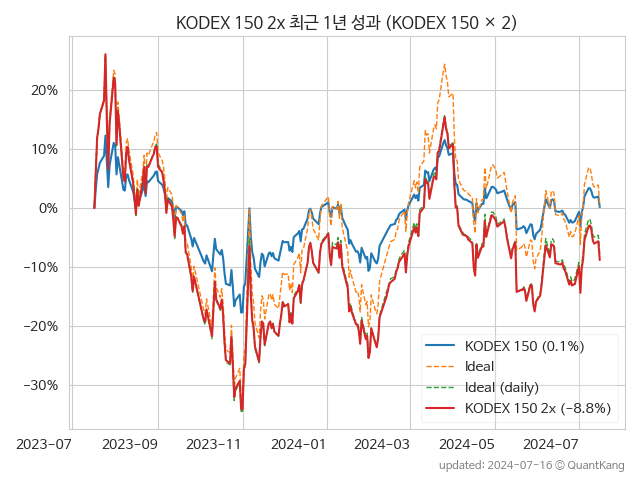 KODEX 150 2x 최근 1년 성과 (KODEX 150 × 2)
20%
10%
0%
−10%
−20%
−30%
KODEX 150 (0.1%)
Ideal
Ideal (daily)
KODEX 150 2x (−8.8%)
2023-07 2023-09 2023-11 2024-01 2024-03 2024-05 2024-07
updated: 2024-07-16 © QuantKang